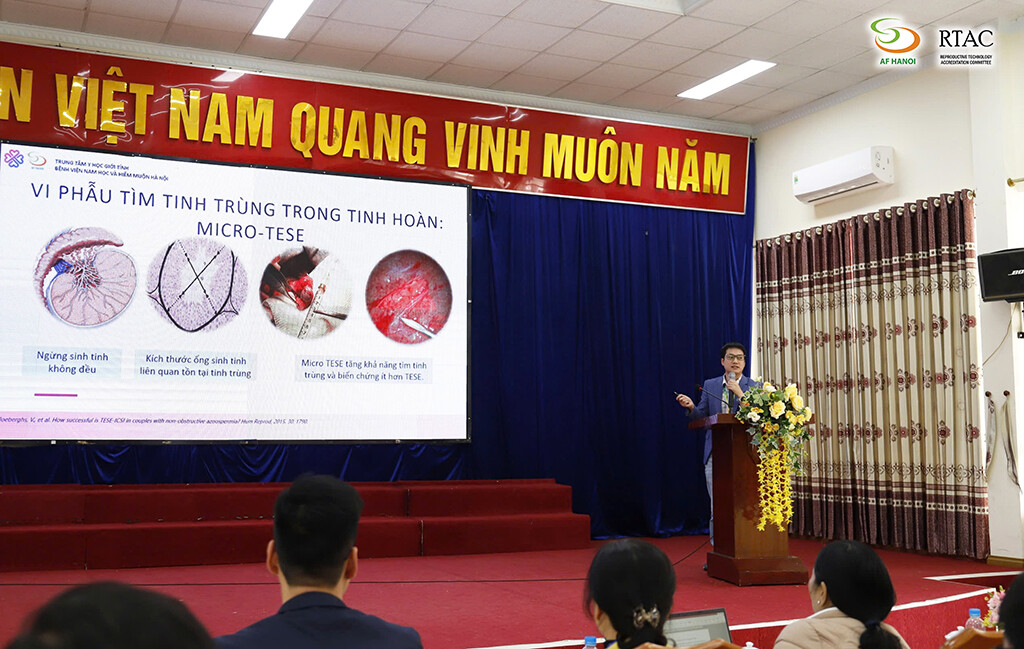 AF HANOI
RTAC
REPRODUCTIVE TECHNOLOGY
ACCREDITATION COMMITTEE
VIỆT NAM QUANG VINH MUÔN NĂM
TRUNG TÂM Y HỌC GIỚI TÍNH
BỆNH VIỆN NAM HỌC VÀ HIẾM MUỘN HÀ NỘI
VI PHẪU TÌM TINH TRÙNG TRONG TINH HOÀN:
MICRO-TESE
Ngừng sinh tinh
không đều
Kích thước ống sinh tinh
liên quan tồn tại tinh trùng
Micro TESE tăng khả năng tìm tinh
trùng và biến chứng ít hơn TESE.
V, et al. How successful is TESE-ICSI in couples with non-obstructive azoospermia? Hum Reprod, 2015. 30: 1790.
BOSE